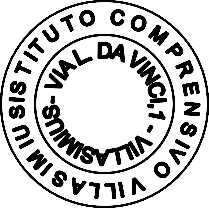 ISTITUTO COMPRENSIVO VILLASIMIUS
VIA L. DA VINCI, 1 - VILLASIMIUS-